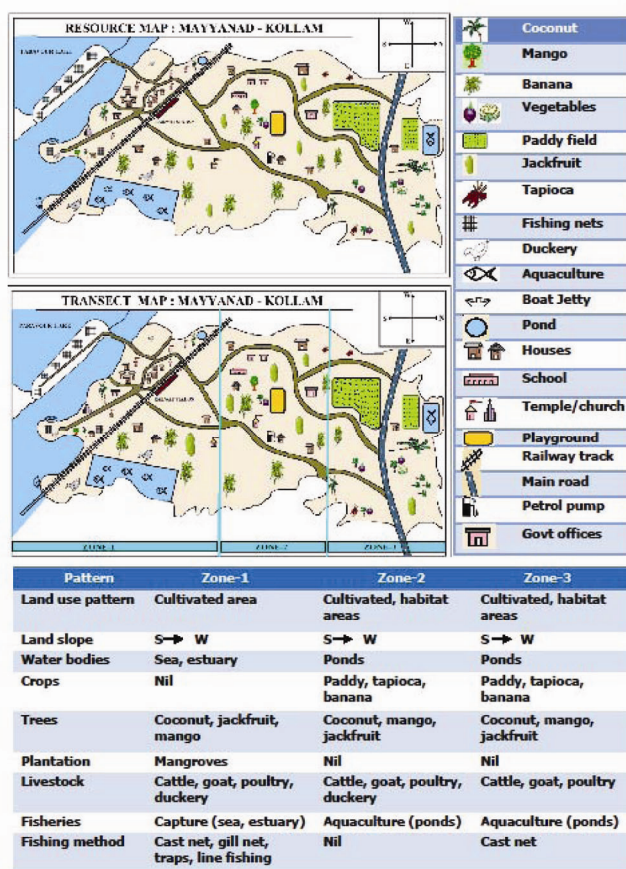 RESOURCE MAP : MAYYANAD - KOLLAM
W
S
N
E
PARAVUR LAKE
TRANSECT MAP : MAYYANAD - KOLLAM
W
S
N
E
PARAVUR LAKE
ZONE-1
ZONE-2
ZONE-3
Coconut
Mango
Banana
Vegetables
Paddy field
Jackfruit
Tapioca
Fishing nets
Duckery
Aquaculture
Boat Jetty
Pond
Houses
School
Temple/church
Playground
Railway track
Main road
Petrol pump
Govt offices
Pattern Zone-1 Zone-2 Zone-3
Land use pattern Cultivated area Cultivated, habitat areas Cultivated, habitat areas
Land slope S→ W S→ W S→ W
Water bodies Sea, estuary Ponds Ponds
Crops Nil Paddy, tapioca, banana Paddy, tapioca, banana
Trees Coconut, jackfruit, mango Coconut, mango, jackfruit Coconut, mango, jackfruit
Plantation Mangroves Nil Nil
Livestock Cattle, goat, poultry, duckery Cattle, goat, poultry, duckery Cattle, goat, poultry
Fisheries Capture (sea, estuary) Aquaculture (ponds) Aquaculture (ponds)
Fishing method Cast net, gill net, traps, line fishing Nil Cast net